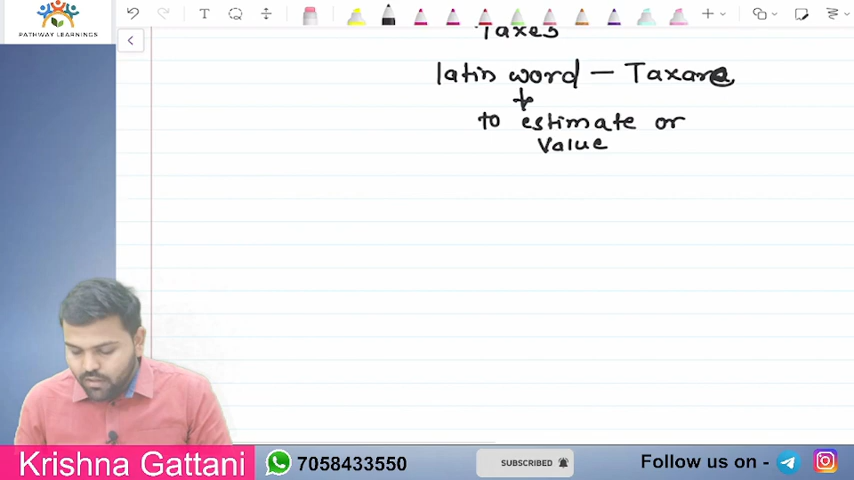 PATHWAY LEARNINGS
Taxes
latin word — Taxare
to estimate or
Value
Krishna Gattani
7058433550
SUBSCRIBED
Follow us on -